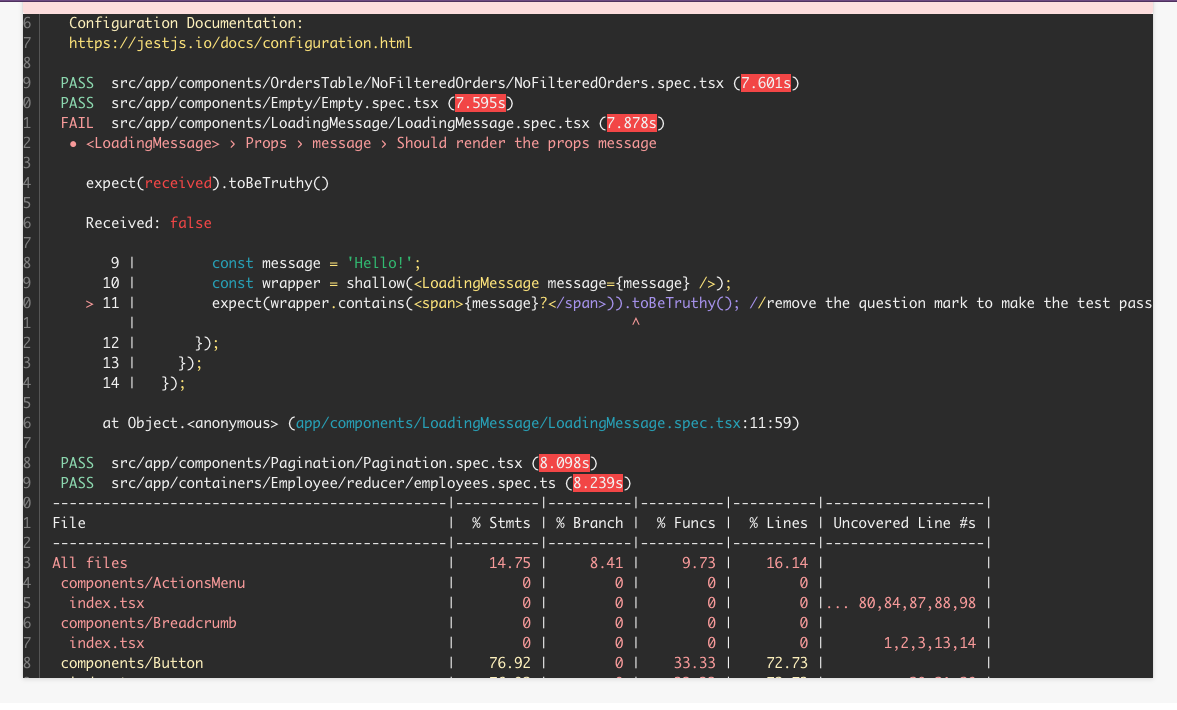 6 Configuration Documentation:
7 https://jestjs.io/docs/configuration.html
8
9 PASS src/app/components/OrdersTable/NoFilteredOrders/NoFilteredOrders.spec.tsx (7.601s)
0 PASS src/app/components/Empty/Empty.spec.tsx (7.595s)
1 FAIL src/app/components/LoadingMessage/LoadingMessage.spec.tsx (7.878s)
2 ● <LoadingMessage> › Props › message › Should render the props message
3
4 expect(received).toBeTruthy()
5
6 Received: false
7
8 9 | const message = 'Hello!';
9 10 | const wrapper = shallow(<LoadingMessage message={message} />);
0 > 11 | expect(wrapper.contains(<span>{message}?</span>)).toBeTruthy(); //remove the question mark to make the test pass
1 | ^
2 12 | });
3 13 | });
4 14 | });
5
6 at Object.<anonymous> (app/components/LoadingMessage/LoadingMessage.spec.tsx:11:59)
7
8 PASS src/app/components/Pagination/Pagination.spec.tsx (8.098s)
9 PASS src/app/containers/Employee/reducer/employees.spec.ts (8.239s)
0 -----------------------------------------------|----------|----------|----------|----------|-------------------|
1 File | % Stmts | % Branch | % Funcs | % Lines | Uncovered Line #s |
2 -----------------------------------------------|----------|----------|----------|----------|-------------------|
3 All files | 14.75 | 8.41 | 9.73 | 16.14 | |
4 components/ActionsMenu | 0 | 0 | 0 | 0 | |
5 index.tsx | 0 | 0 | 0 | 0 |... 80,84,87,88,98 |
6 components/Breadcrumb | 0 | 0 | 0 | 0 | |
7 index.tsx | 0 | 0 | 0 | 0 | 1,2,3,13,14 |
8 components/Button | 76.92 | 0 | 33.33 | 72.73 | |